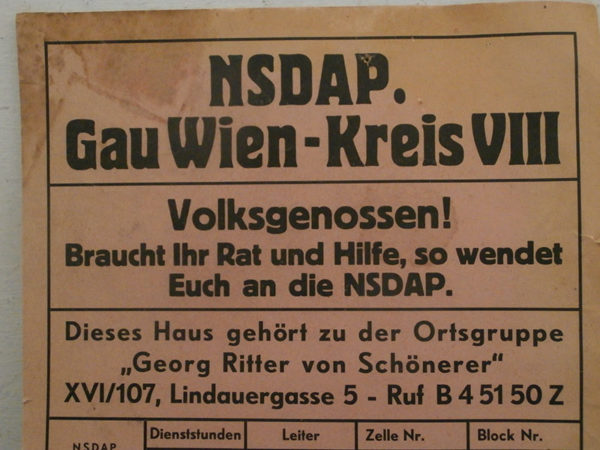 NSDAP.
Gau Wien-Kreis VIII
Volksgenossen!
Braucht Ihr Rat und Hilfe, so wendet
Euch an die NSDAP.
Dieses Haus gehört zu der Ortsgruppe
„Georg Ritter von Schönerer“
XVI/107, Lindauergasse 5 - Ruf B 4 51 50 Z
NSDAP Dienststunden Leiter Zelle Nr. Block Nr.